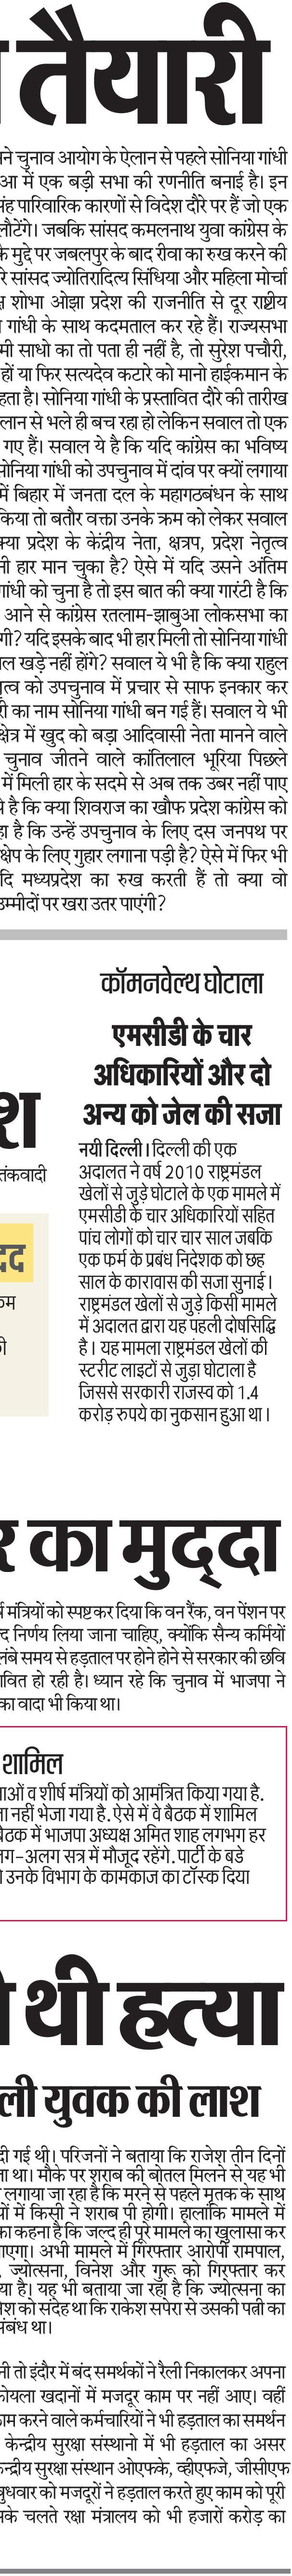 तैयारी
ने चुनाव आयोग के ऐलान से पहले सोनिया गांधी
आ में एक बड़ी सभा की रणनीति बनाई है। इन
पारिवारिक कारणों से विदेश दौरे पर हैं जो एक
लौटेंगे। जबकि सांसद कमलनाथ युवा कांग्रेस के
के मुद्दे पर जबलपुर के बाद रीवा का रुख करने की
रे सांसद ज्योतिरादित्य सिंधिया और महिला मोर्चा
शोभा ओझा प्रदेश की राजनीति से दूर राष्ट्रीय
गांधी के साथ कदमताल कर रहे हैं। राज्यसभा
मी साधो का तो पता ही नहीं है, तो सुरेश पचौरी,
हों या फिर सत्यदेव कटारे को मानो हाईकमान के
हता है। सोनिया गांधी के प्रस्तावित दौरे की तारीख
लान से भले ही बच रहा हो लेकिन सवाल तो एक
गए हैं। सवाल ये है कि यदि कांग्रेस का भविष्य
सोनिया गांधी को उपचुनाव में दांव पर क्यों लगाया
में बिहार में जनता दल के महागठबंधन के साथ
किया तो बतौर वक्ता उनके क्रम को लेकर सवाल
क्या प्रदेश के केंद्रीय नेता, क्षत्रप, प्रदेश नेतृत्व
नी हार मान चुका है? ऐसे में यदि उसने अंतिम
गांधी को चुना है तो इस बात की क्या गारंटी है कि
आने से कांग्रेस रतलाम-झाबुआ लोकसभा का
गी? यदि इसके बाद भी हार मिली तो सोनिया गांधी
ल खड़े नहीं होंगे? सवाल ये भी है कि क्या राहुल
त्व को उपचुनाव में प्रचार से साफ इनकार कर
री का नाम सोनिया गांधी बन गई हैं। सवाल ये भी
क्षेत्र में खुद को बड़ा आदिवासी नेता मानने वाले
चुनाव जीतने वाले कांतिलाल भूरिया पिछले
में मिली हार के सदमे से अब तक उबर नहीं पाए
ये है कि क्या शिवराज का खौफ प्रदेश कांग्रेस को
हा है कि उन्हें उपचुनाव के लिए दस जनपथ पर
क्षेप के लिए गुहार लगाना पड़ी है? ऐसे में फिर भी
दि मध्यप्रदेश का रुख करती हैं तो क्या वो
उम्मीदों पर खरा उतर पाएंगी?
कॉमनवेल्थ घोटाला
एमसीडी के चार
अधिकारियों और दो
अन्य को जेल की सजा
नयी दिल्ली। दिल्ली की एक
अदालत ने वर्ष 2010 राष्ट्रमंडल
खेलों से जुड़े घोटाले के एक मामले में
एमसीडी के चार अधिकारियों सहित
पांच लोगों को चार चार साल जबकि
एक फर्म के प्रबंध निदेशक को छह
साल के कारावास की सजा सुनाई।
राष्ट्रमंडल खेलों से जुड़े किसी मामले
में अदालत द्वारा यह पहली दोषसिद्धि
है। यह मामला राष्ट्रमंडल खेलों की
स्टरीट लाइटों से जुड़ा घोटाला है
जिससे सरकारी राजस्व को 1.4
करोड़ रुपये का नुकसान हुआ था।
श
तंकवादी
दद
र का मुद्दा
मंत्रियों को स्पष्ट कर दिया कि वन रैंक, वन पेंशन पर
द निर्णय लिया जाना चाहिए, क्योंकि सैन्य कर्मियों
लंबे समय से हड़ताल पर होने होने से सरकार की छवि
वित हो रही है। ध्यान रहे कि चुनाव में भाजपा ने
का वादा भी किया था।
शामिल
ाओं व शीर्ष मंत्रियों को आमंत्रित किया गया है.
ा नहीं भेजा गया है. ऐसे में वे बैठक में शामिल
बैठक में भाजपा अध्यक्ष अमित शाह लगभग हर
लग-अलग सत्र में मौजूद रहेंगे. पार्टी के बडे
उनके विभाग के कामकाज का टॉस्क दिया
थी हत्या
ली युवक की लाश
दी गई थी। परिजनों ने बताया कि राजेश तीन दिनों
ता था। मौके पर शराब की बोतल मिलने से यह भी
लगाया जा रहा है कि मरने से पहले मृतक के साथ
यों में किसी ने शराब पी होगी। हालांकि मामले में
का कहना है कि जल्द ही पूरे मामले का खुलासा कर
जाएगा। अभी मामले में गिरफ्तार आरोपी रामपाल,
ज्योत्सना, विनेश और गुरू को गिरफ्तार कर
या है। यह भी बताया जा रहा है कि ज्योत्सना का
नेश को संदेह था कि राकेश सपेरा से उसकी पत्नी का
संबंध था।
नी तो इंदौर में बंद समर्थकों ने रैली निकालकर अपना
कोयला खदानों में मजदूर काम पर नहीं आए। वहीं
काम करने वाले कर्मचारियों ने भी हड़ताल का समर्थन
केन्द्रीय सुरक्षा संस्थानो में भी हड़ताल का असर
केन्द्रीय सुरक्षा संस्थान ओएफके, व्हीएफजे, जीसीएफ
बुधवार को मजदूरों ने हड़ताल करते हुए काम को पूरी
सके चलते रक्षा मंत्रालय को भी हजारों करोड़ का